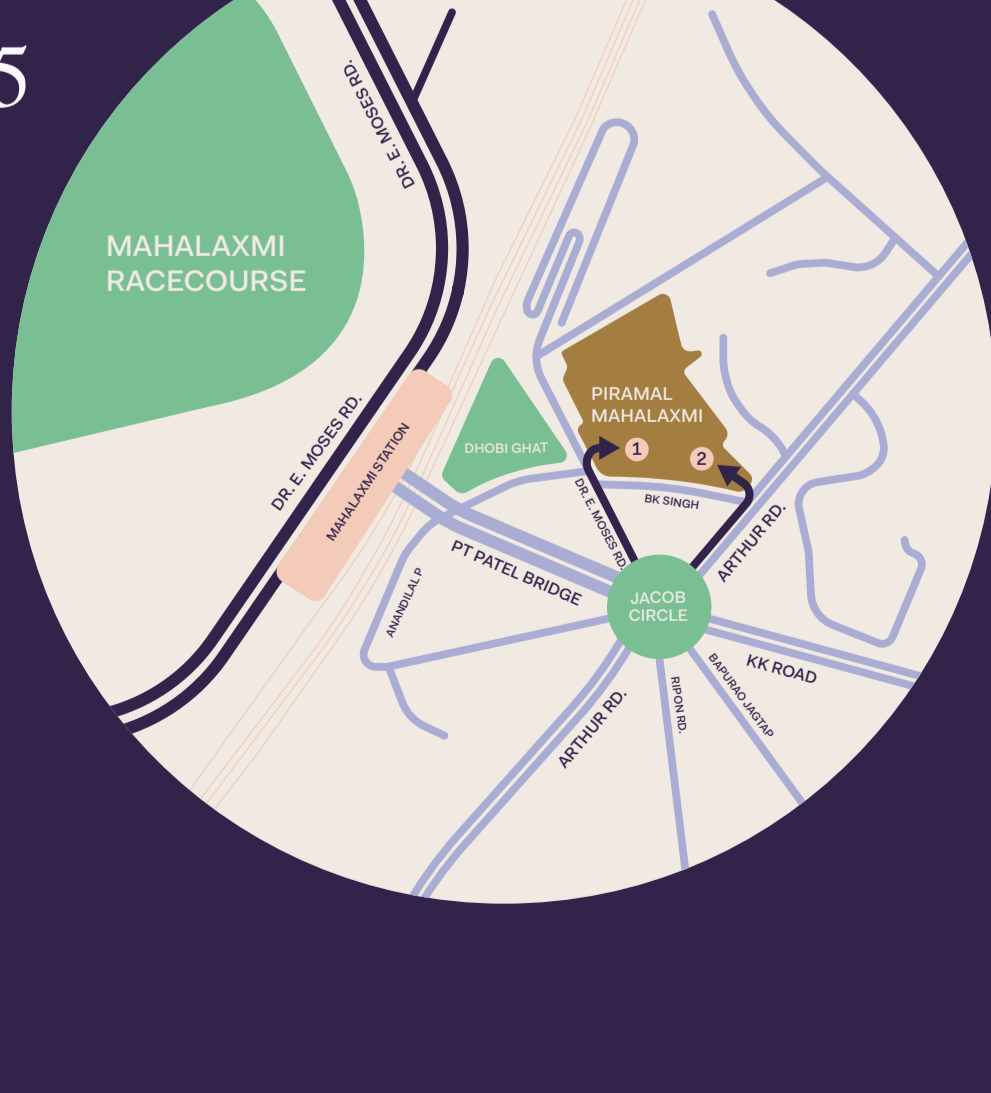 5
DR. E. MOSES RD.
MAHALAXMI
RACECOURSE
DR. E. MOSES RD.
MAHALAXMI STATION
DHOBI GHAT
PIRAMAL
MAHALAXMI
1
2
DR. E. MOSES RD.
BK SINGH
ARTHUR RD.
PT PATEL BRIDGE
ANANDILAL P
JACOB
CIRCLE
KK ROAD
BAPURAO JAGTAP
RIPON RD.
ARTHUR RD.